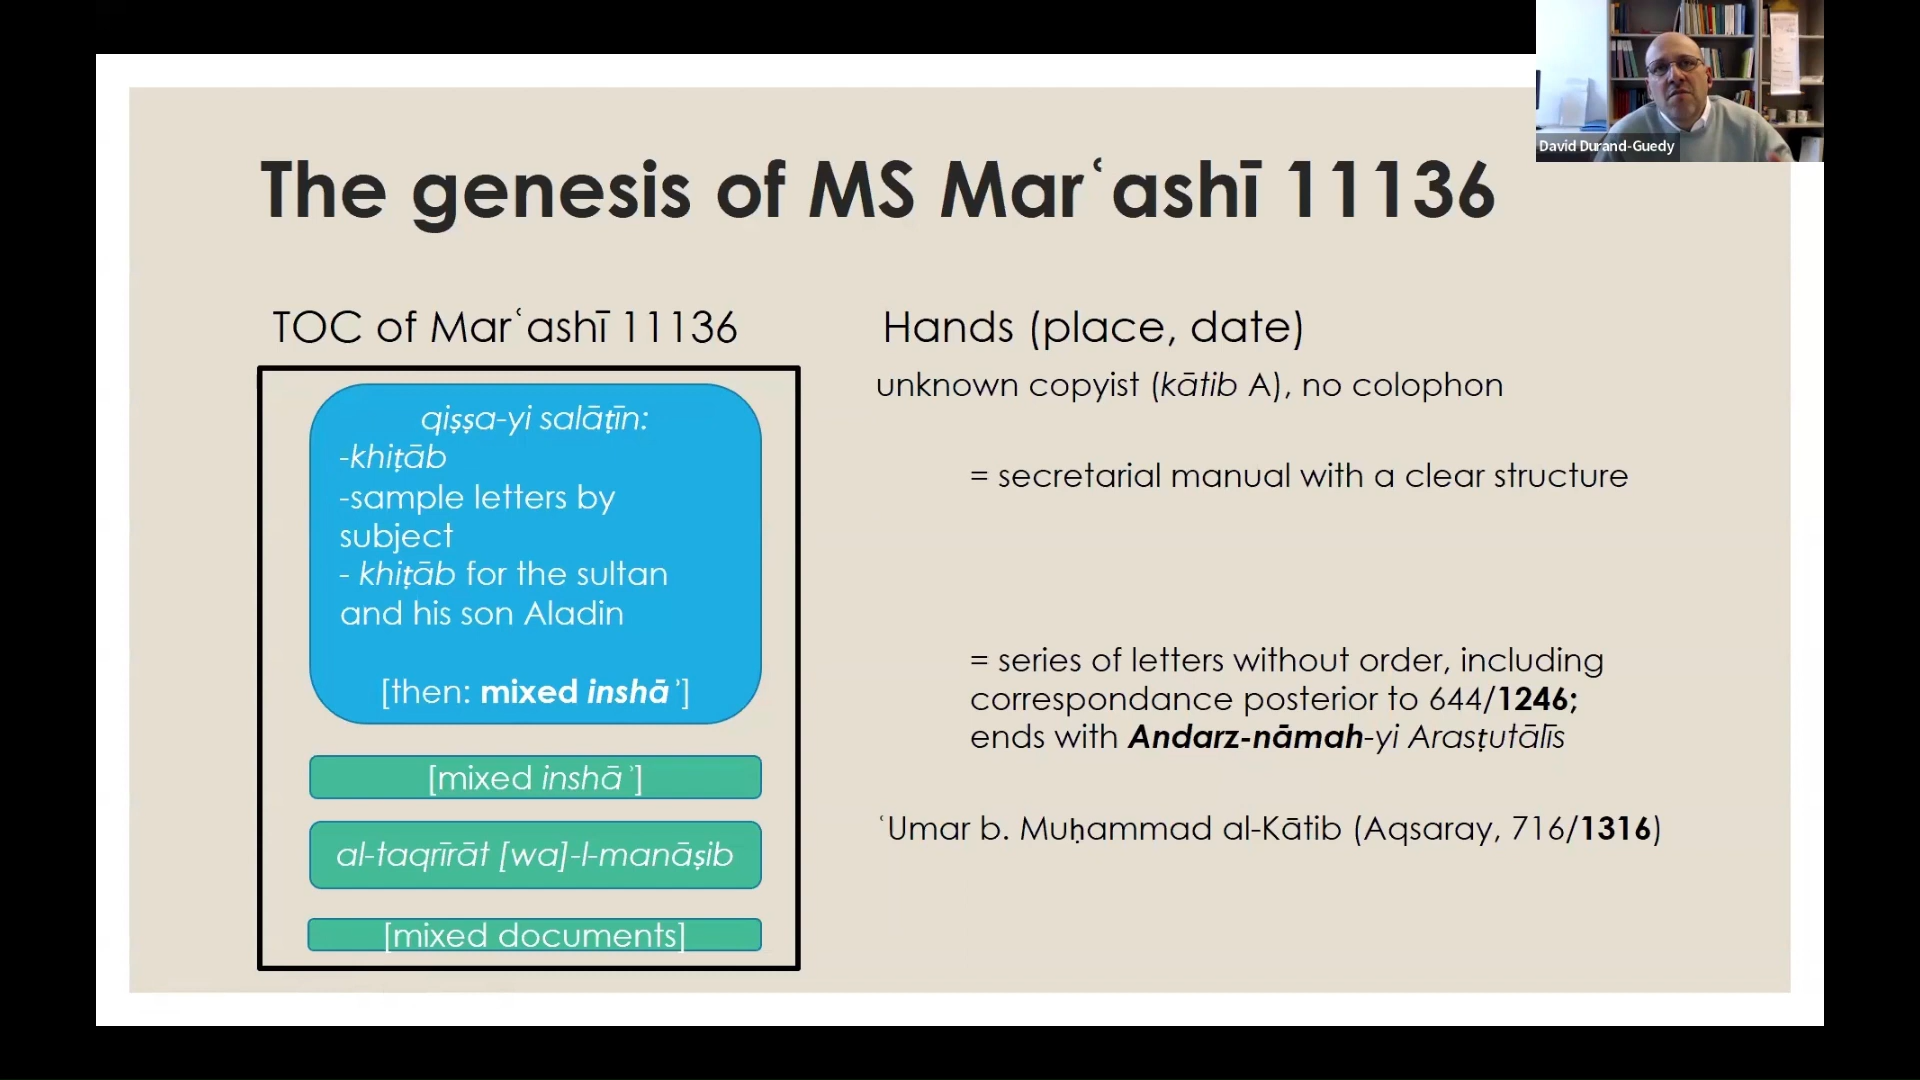 David Durand-Guedy
The genesis of MS Marʿashī 11136
TOC of Marʿashī 11136
qiṣṣa-yi salāṭīn:
-khiṭāb
-sample letters by
subject
- khiṭāb for the sultan
and his son Aladin
[then: mixed inshāʾ]
[mixed inshāʾ]
al-taqrīrāt [wa]-l-manāṣib
[mixed documents]
Hands (place, date)
unknown copyist (kātib A), no colophon
= secretarial manual with a clear structure
= series of letters without order, including
correspondance posterior to 644/1246;
ends with Andarz-nāmah-yi Arasṭutālīs
ʿUmar b. Muḥammad al-Kātib (Aqsaray, 716/1316)